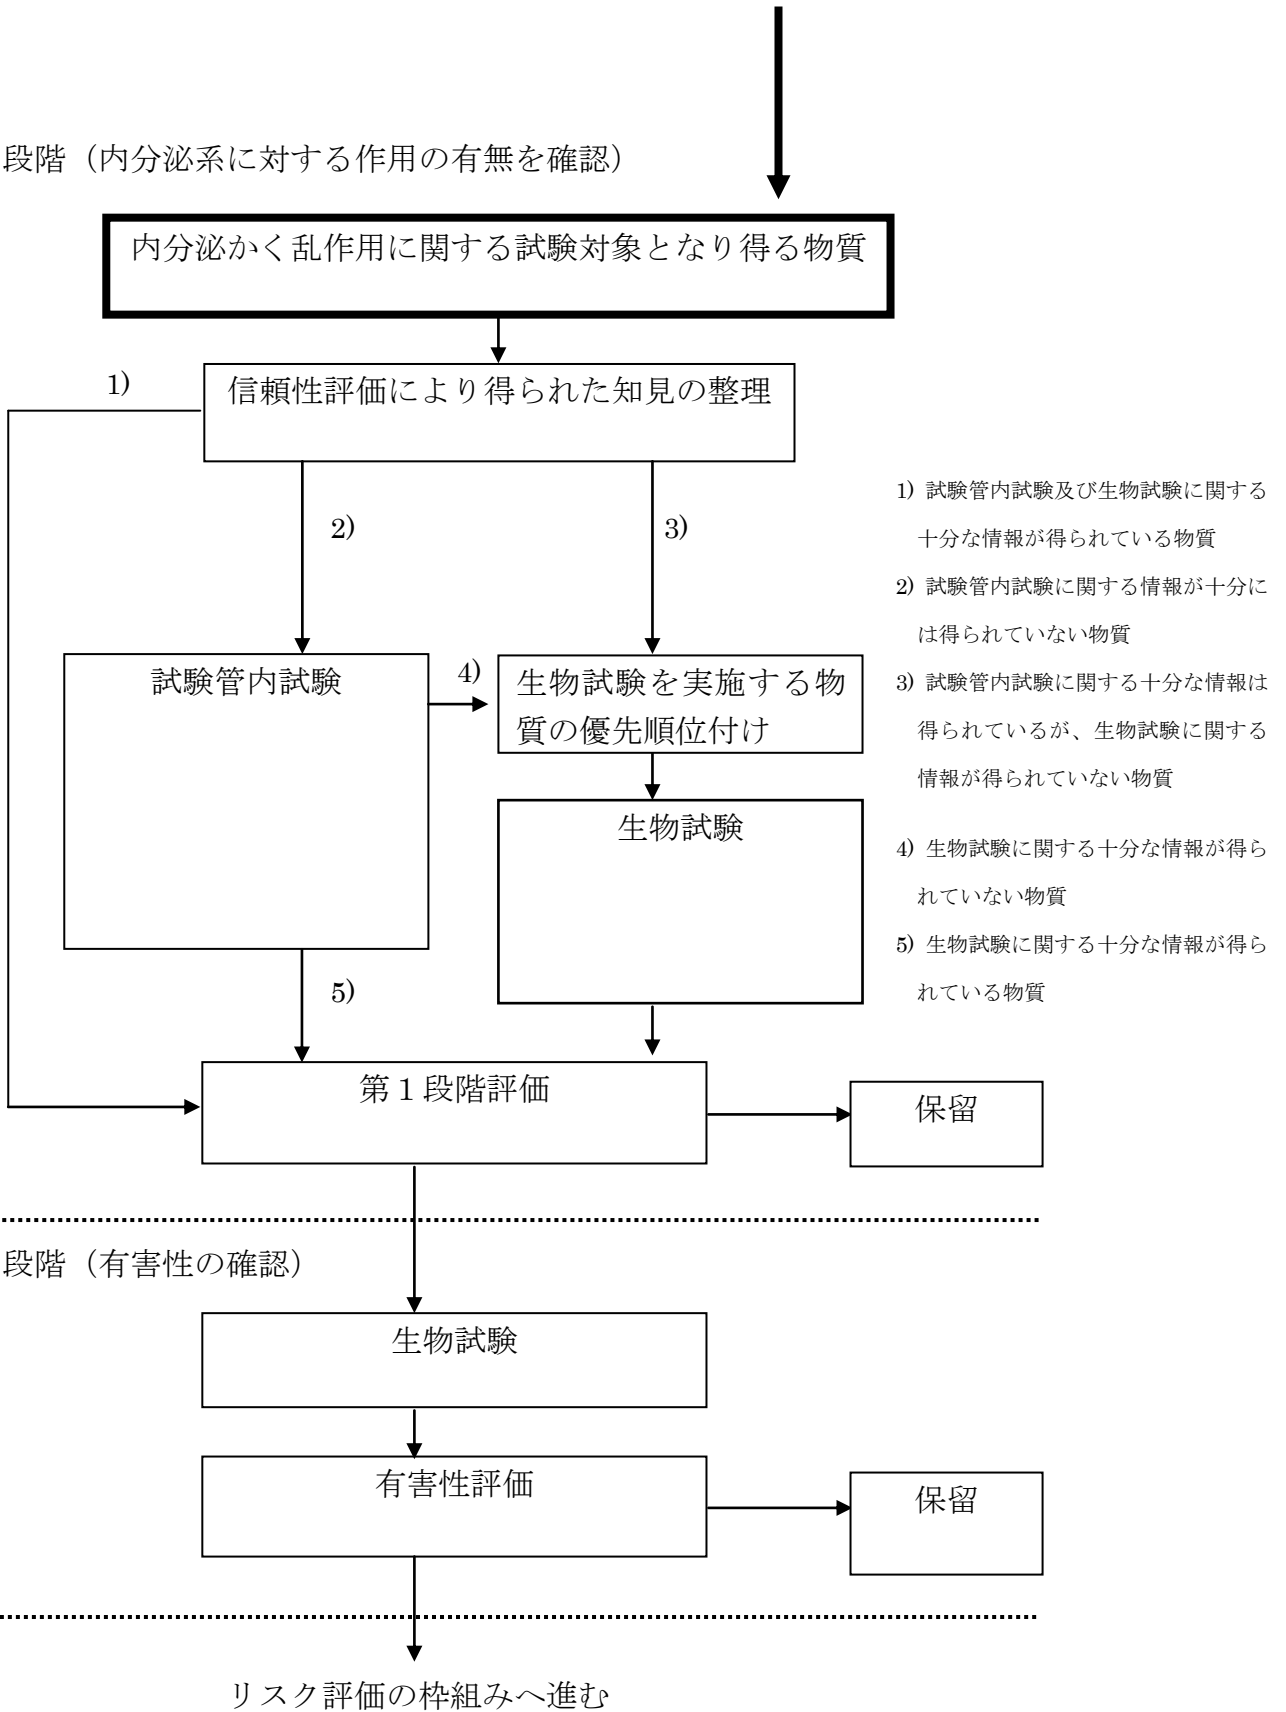 段階（内分泌系に対する作用の有無を確認）
内分泌かく乱作用に関する試験対象となり得る物質
1)
信頼性評価により得られた知見の整理
2)
3)
1) 試験管内試験及び生物試験に関する
十分な情報が得られている物質
2) 試験管内試験に関する情報が十分に
は得られていない物質
3) 試験管内試験に関する十分な情報は
得られているが、生物試験に関する
情報が得られていない物質
4) 生物試験に関する十分な情報が得ら
れていない物質
5) 生物試験に関する十分な情報が得ら
れている物質
試験管内試験
4)
生物試験を実施する物
質の優先順位付け
生物試験
5)
第１段階評価
保留
段階（有害性の確認）
生物試験
有害性評価
保留
リスク評価の枠組みへ進む